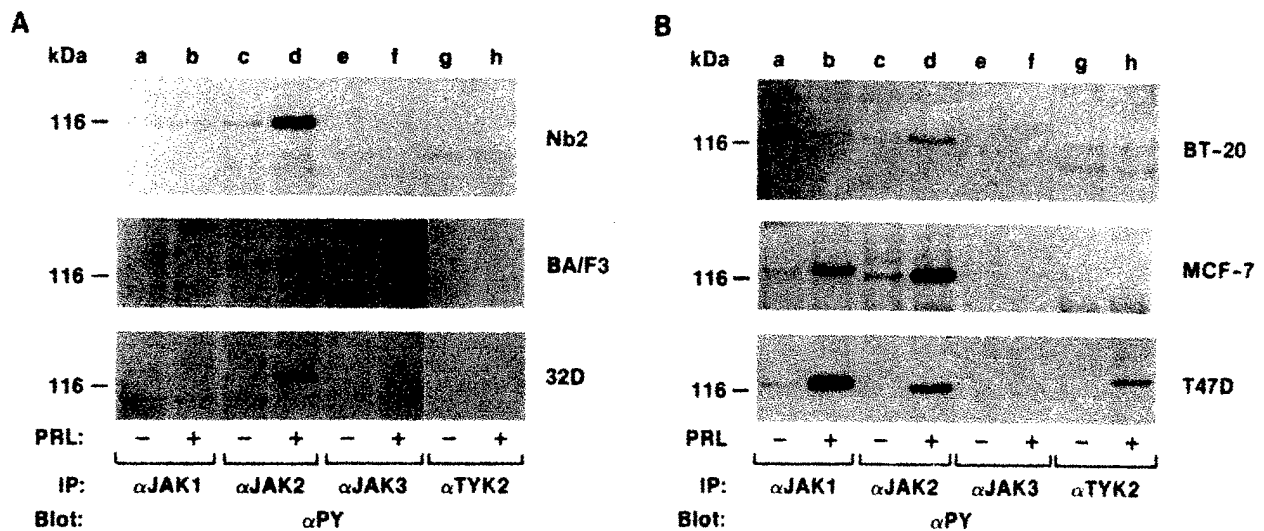 A
kDa a b c d e f g h
116 — Nb2
116 — BA/F3
116 — 32D
PRL: − + − + − + − +
IP: αJAK1 αJAK2 αJAK3 αTYK2
Blot: αPY
B
kDa a b c d e f g h
116 — BT-20
116 — MCF-7
116 — T47D
PRL − + − + − + − +
IP: αJAK1 αJAK2 αJAK3 αTYK2
Blot: αPY